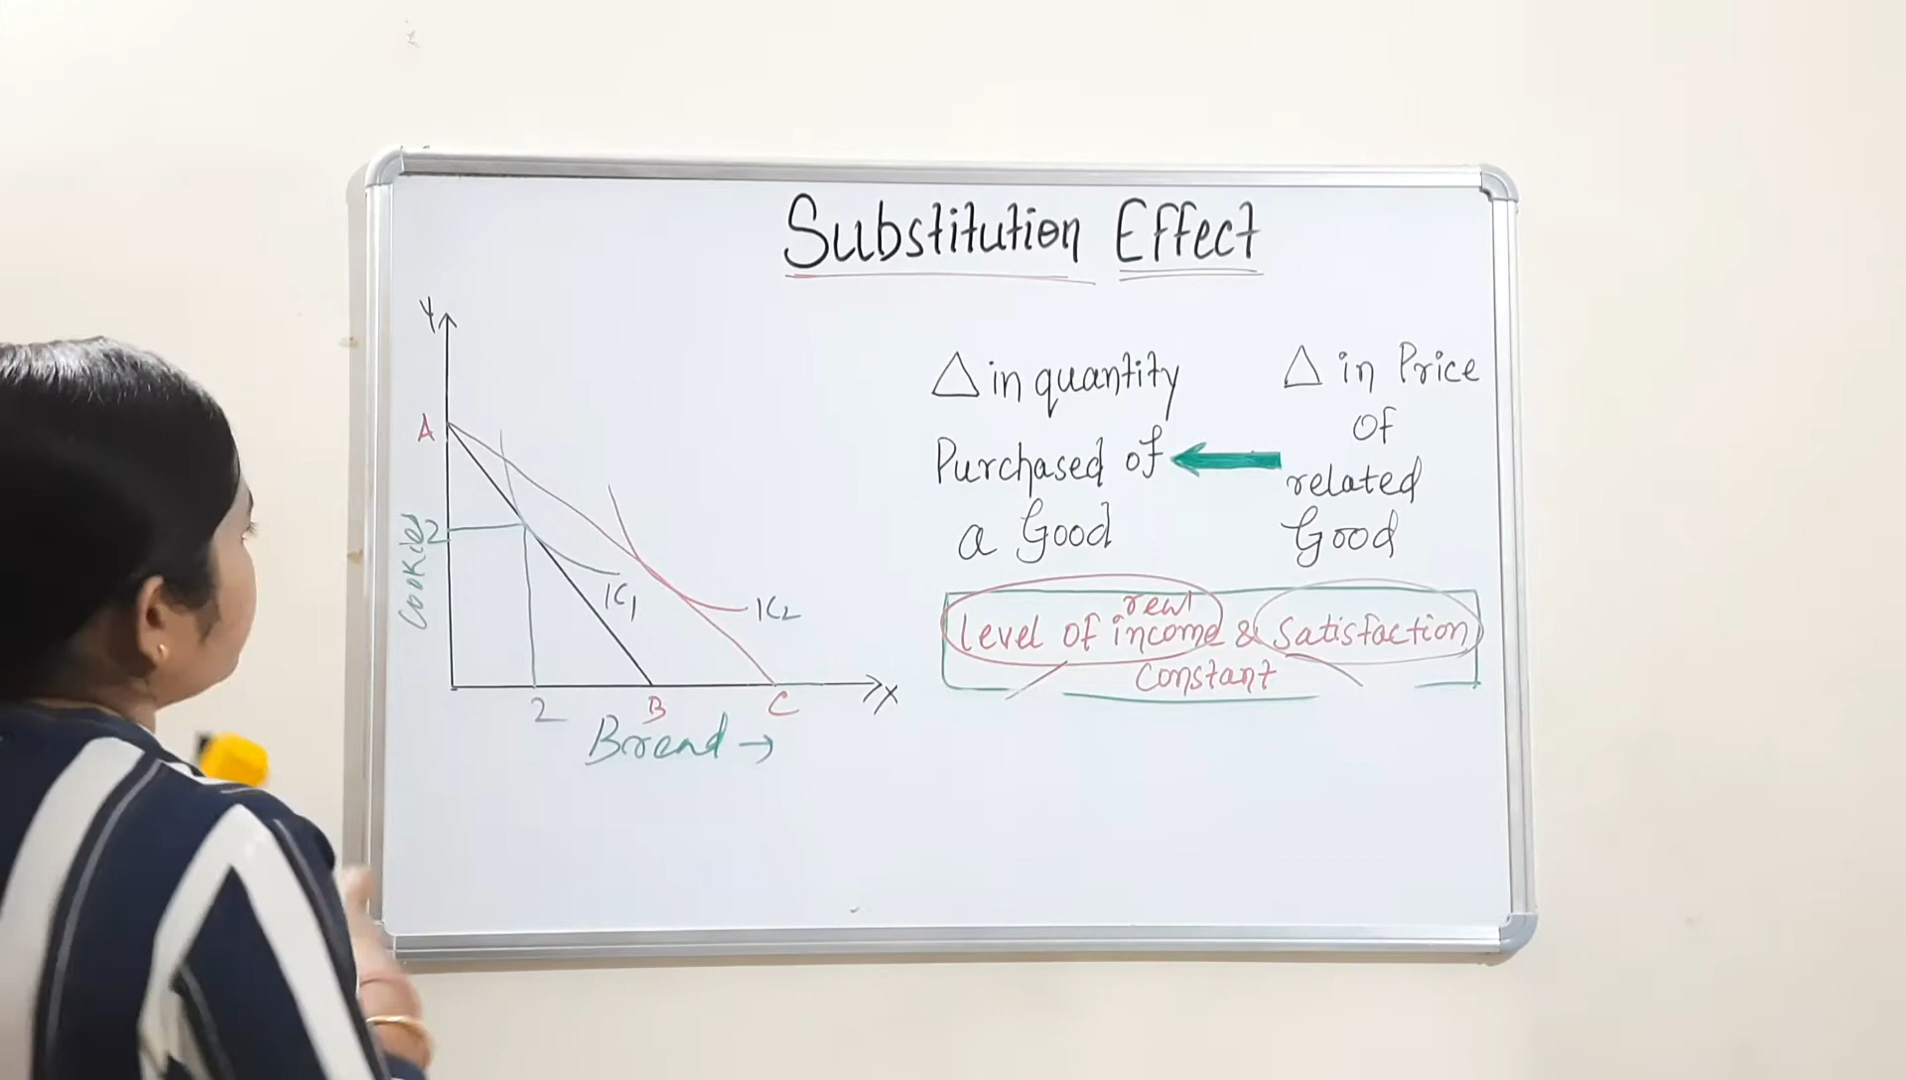 Substitution Effect
Y
A
2
Cookies
IC1
IC2
2
B
C
X
Bread →
Δ in quantity
Purchased of
a Good
Δ in Price
Of
related
Good
real
Level of income & Satisfaction
Constant